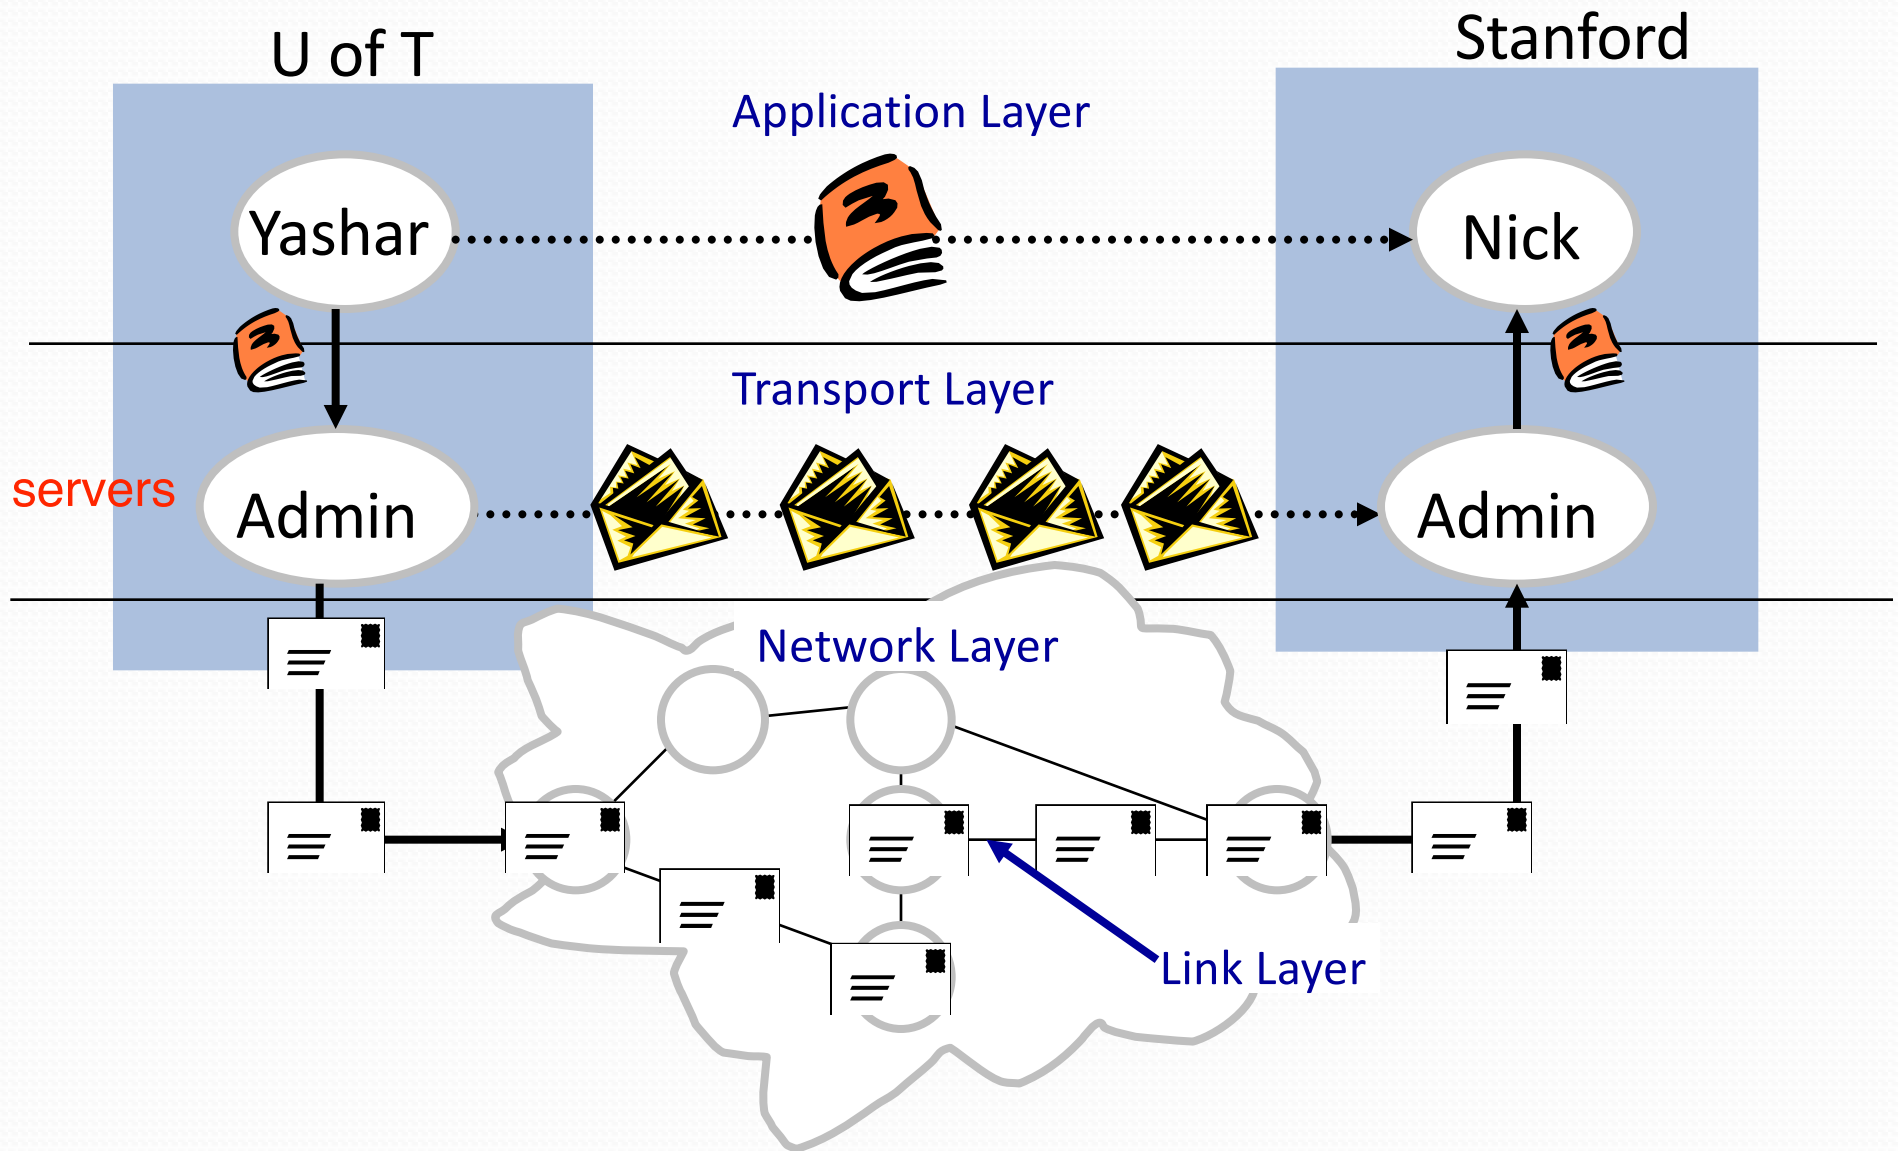 U of T
Stanford
Application Layer
Yashar
Nick
Transport Layer
servers
Admin
Admin
Network Layer
Link Layer